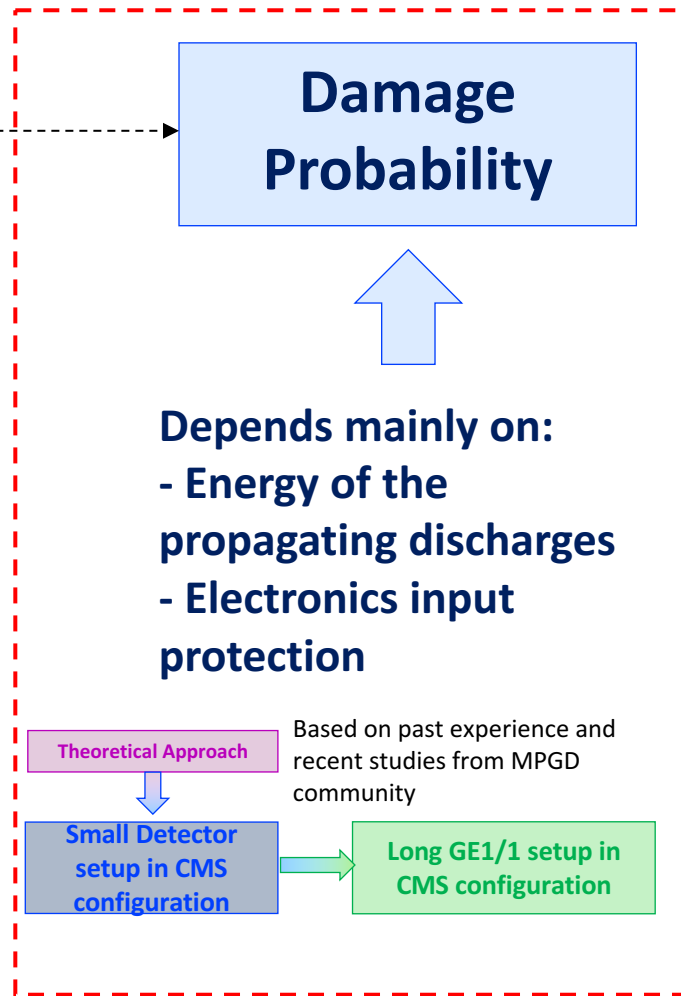 Damage
Probability
Depends mainly on:
- Energy of the
propagating discharges
- Electronics input
protection
Theoretical Approach
Based on past experience and
recent studies from MPGD
community
Small Detector
setup in CMS
configuration
Long GE1/1 setup in
CMS configuration